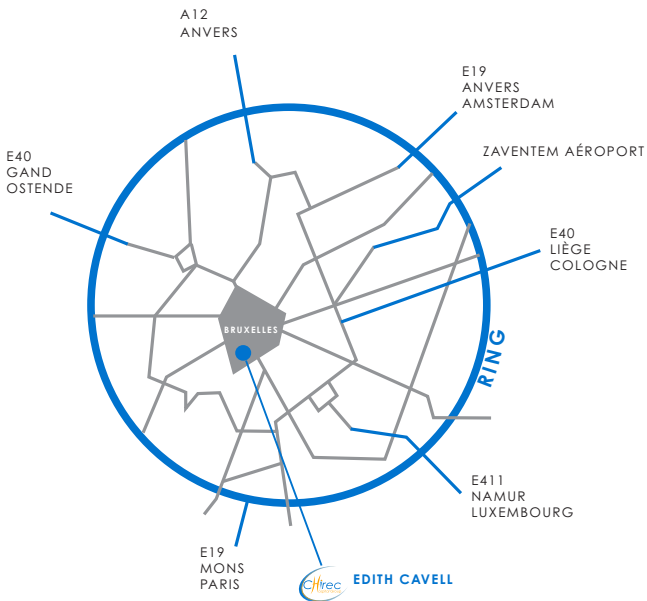 A12
ANVERS
E19
ANVERS
AMSTERDAM
ZAVENTEM AÉROPORT
E40
GAND
OSTENDE
E40
LIÈGE
COLOGNE
BRUXELLES
RING
E411
NAMUR
LUXEMBOURG
E19
MONS
PARIS
CHirec
EDITH CAVELL